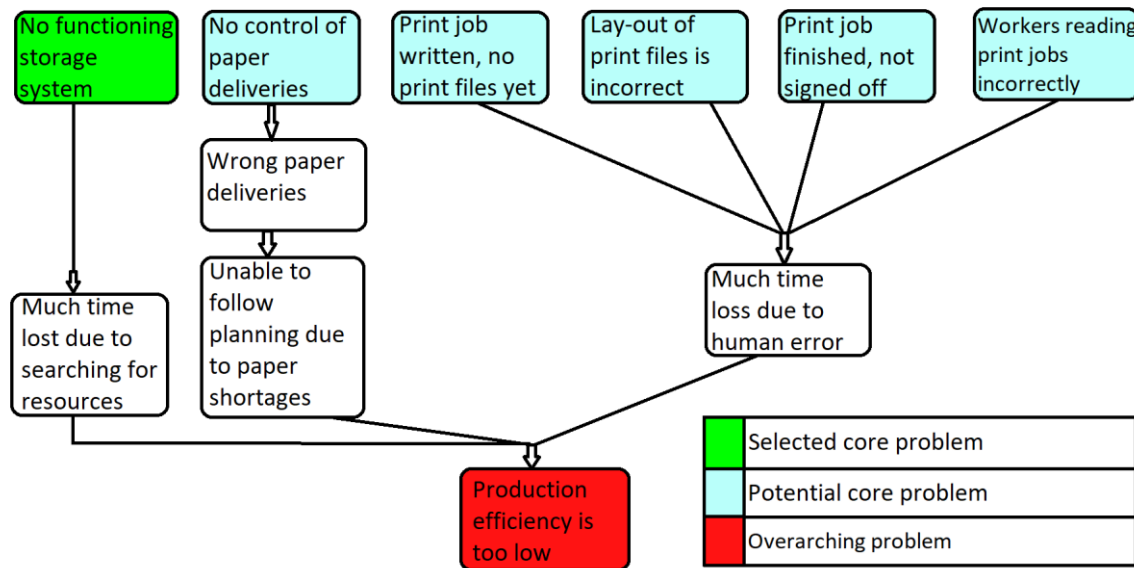 No functioning
storage
system
No control of
paper
deliveries
Print job
written, no
print files yet
Lay-out of
print files is
incorrect
Print job
finished, not
signed off
Workers reading
print jobs
incorrectly
Wrong paper
deliveries
Unable to
follow
planning due
to paper
shortages
Much time
lost due to
searching for
resources
Much time
loss due to
human error
Production
efficiency is
too low
Selected core problem
Potential core problem
Overarching problem